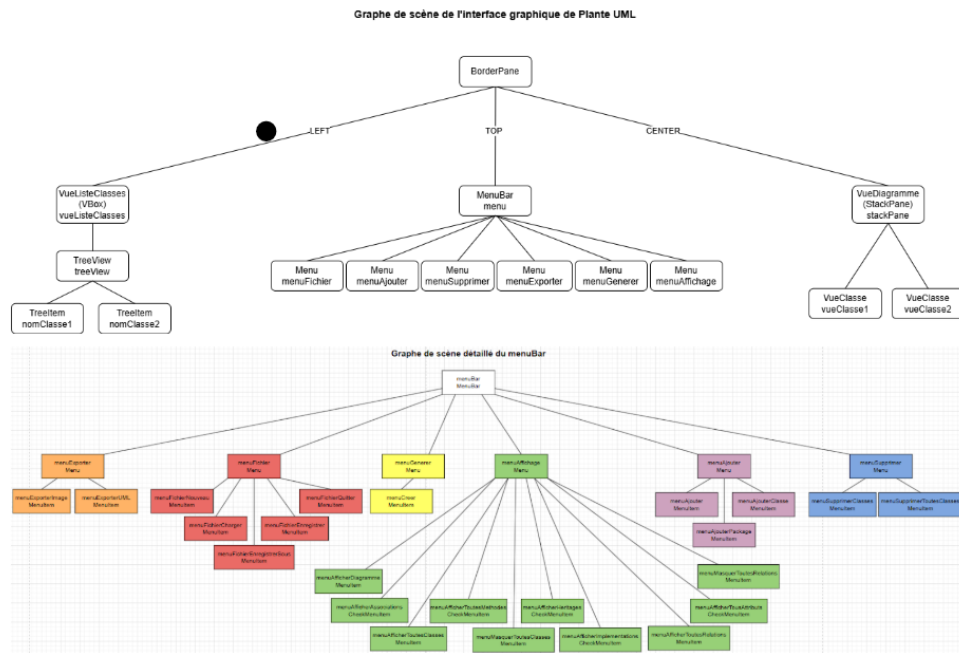 Graphe de scène de l'interface graphique de Plante UML
BorderPane
LEFT
TOP
CENTER
VueListeClasses
(VBox)
vueListeClasses
MenuBar
menu
VueDiagramme
(StackPane)
stackPane
TreeView
treeView
Menu
menuFichier
Menu
menuAjouter
Menu
menuSupprimer
Menu
menuExporter
Menu
menuGenerer
Menu
menuAffichage
TreeItem
nomClasse1
TreeItem
nomClasse2
VueClasse
vueClasse1
VueClasse
vueClasse2
Graphe de scène détaillé du menuBar
menuBar
MenuBar
menuExporter
Menu
menuFichier
Menu
menuGenerer
Menu
menuAffichage
Menu
menuAjouter
Menu
menuSupprimer
Menu
menuExporterImage
MenuItem
menuExporterUML
MenuItem
menuFichierNouveau
MenuItem
menuFichierQuitter
MenuItem
menuCreer
MenuItem
menuAjouter
MenuItem
menuAjouterClasse
MenuItem
menuSupprimerClasses
MenuItem
menuSupprimerToutesClasses
MenuItem
menuFichierCharger
MenuItem
menuFichierEnregistrer
MenuItem
menuAjouterPackage
MenuItem
menuFichierEnregistrerSous
MenuItem
menuAfficherDiagramme
MenuItem
menuMasquerToutesRelations
MenuItem
menuAfficherAssociations
CheckMenuItem
menuAfficherToutesMethodes
CheckMenuItem
menuAfficherHeritages
CheckMenuItem
menuAfficherTousAttributs
CheckMenuItem
menuAfficherToutesClasses
MenuItem
menuMasquerToutesClasses
MenuItem
menuAfficherImplementations
CheckMenuItem
menuAfficherToutesRelations
MenuItem